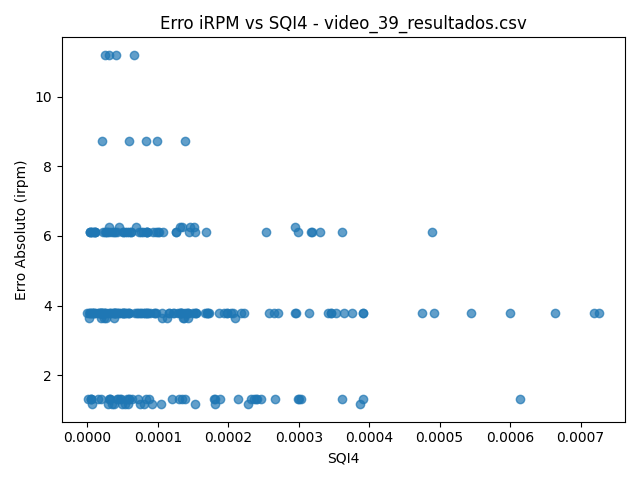 Erro iRPM vs SQI4 - video_39_resultados.csv
Erro Absoluto (irpm)
10
8
6
4
2
0.0000 0.0001 0.0002 0.0003 0.0004 0.0005 0.0006 0.0007
SQI4